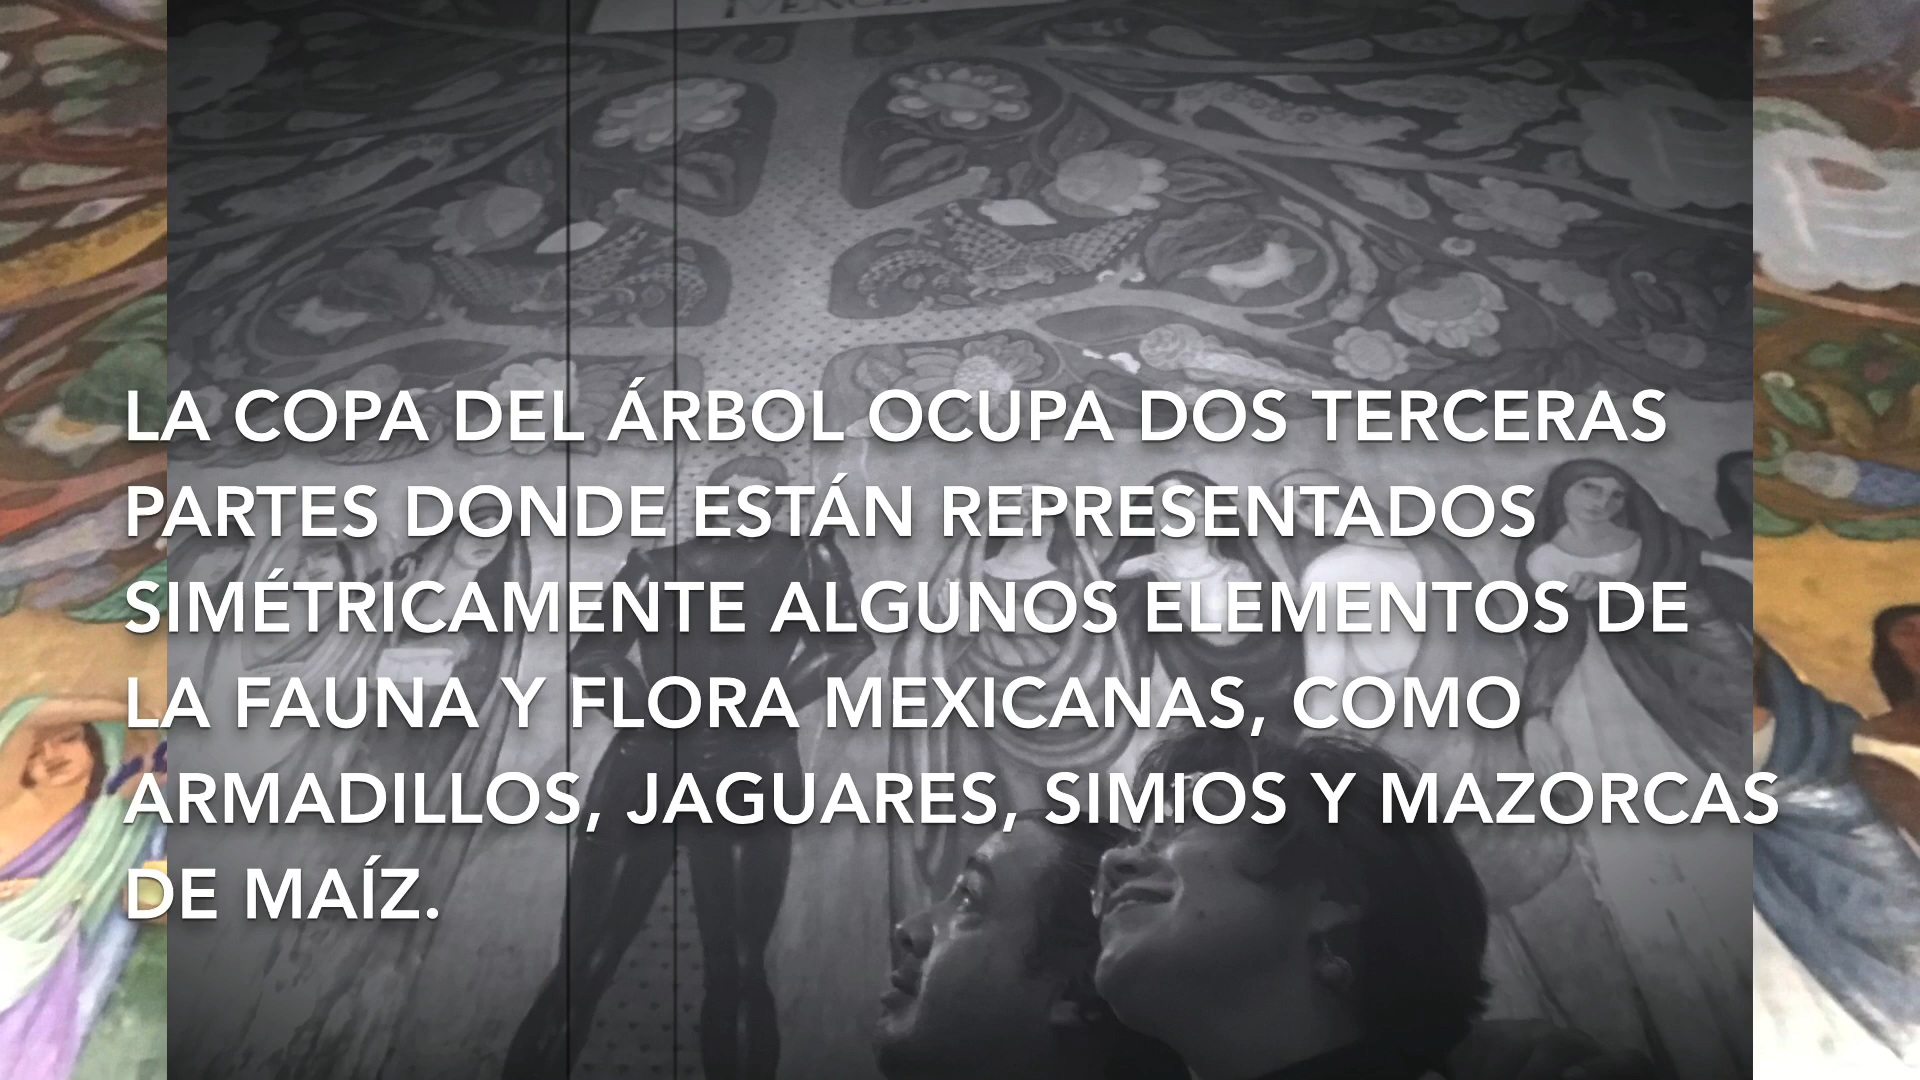 LA COPA DEL ÁRBOL OCUPA DOS TERCERAS
PARTES DONDE ESTÁN REPRESENTADOS
SIMÉTRICAMENTE ALGUNOS ELEMENTOS DE
LA FAUNA Y FLORA MEXICANAS, COMO
ARMADILLOS, JAGUARES, SIMIOS Y MAZORCAS
DE MAÍZ.